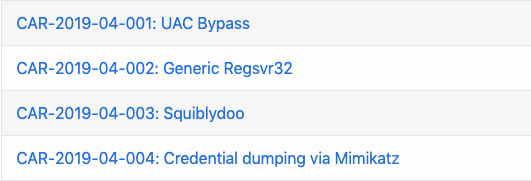 CAR-2019-04-001: UAC Bypass
CAR-2019-04-002: Generic Regsvr32
CAR-2019-04-003: Squiblydoo
CAR-2019-04-004: Credential dumping via Mimikatz